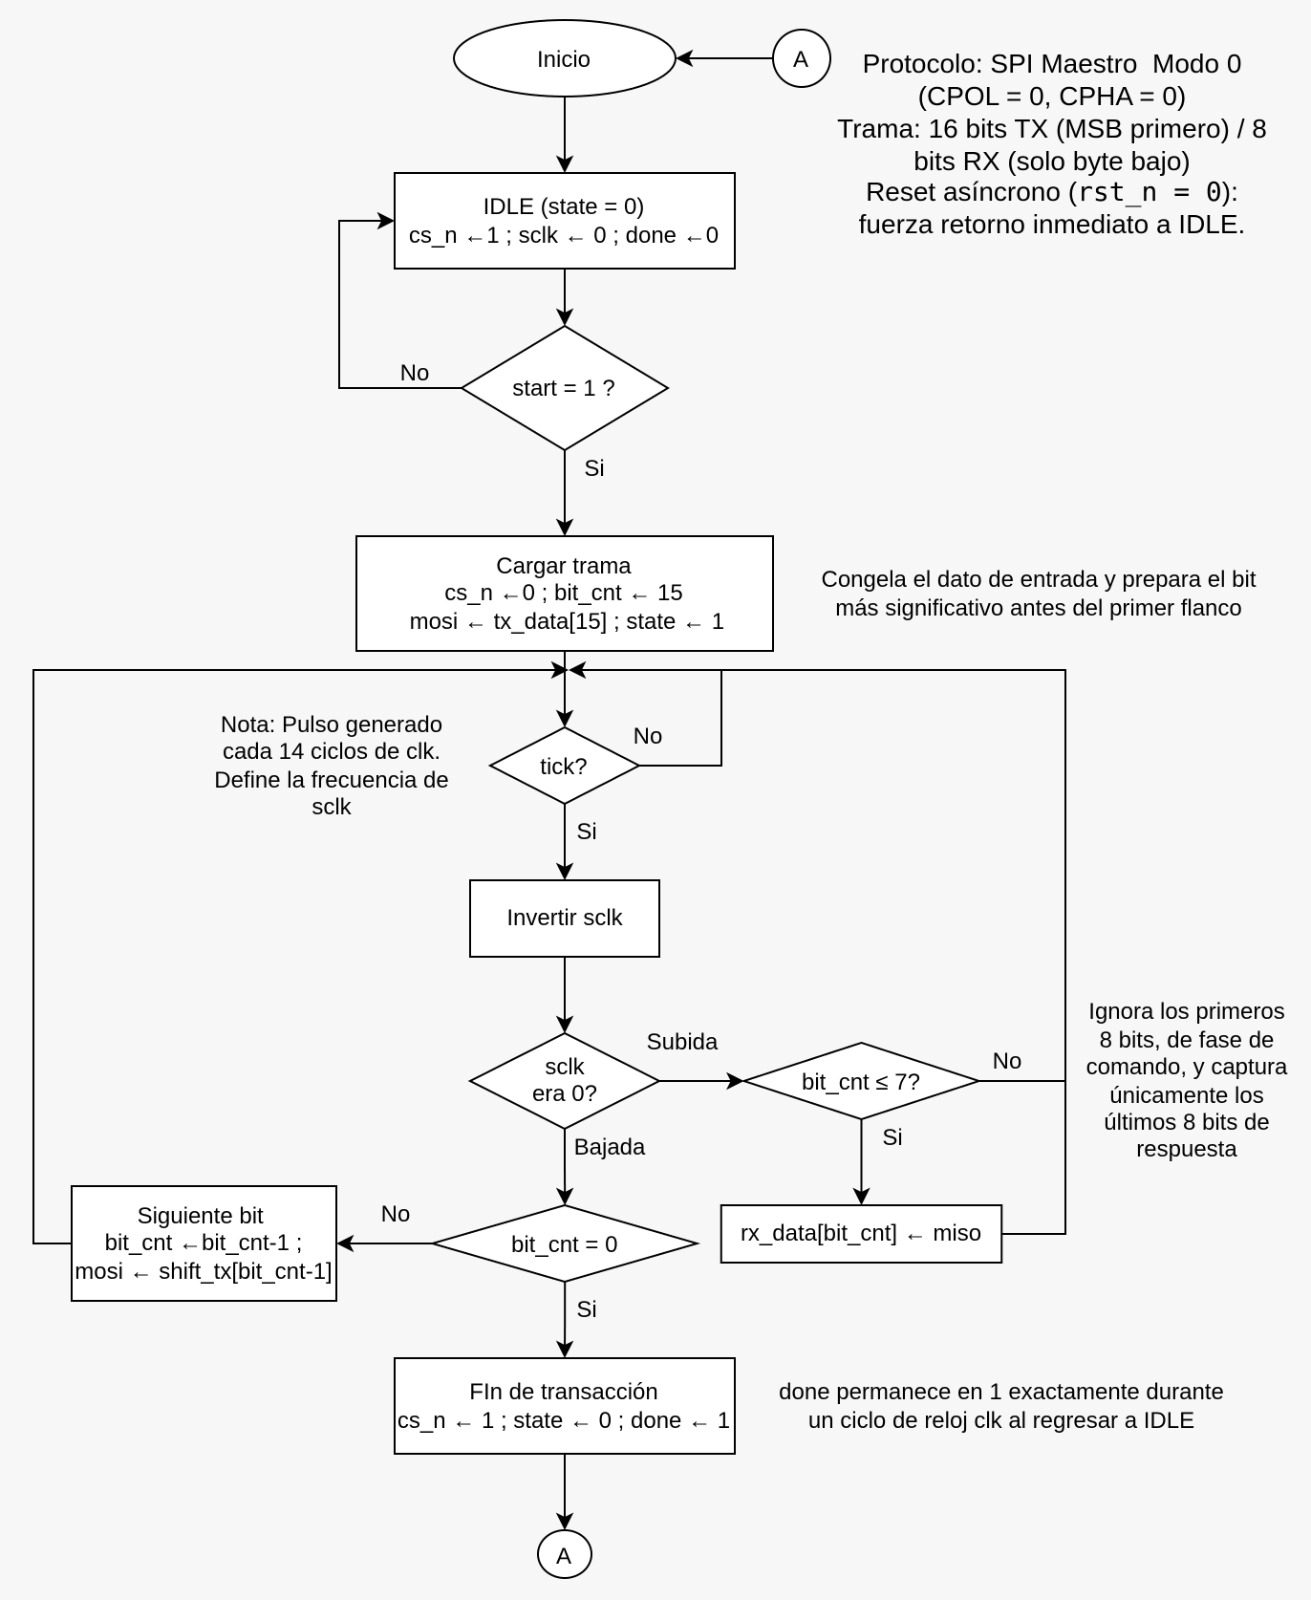 Inicio
A
Protocolo: SPI Maestro  Modo 0
(CPOL = 0, CPHA = 0)
Trama: 16 bits TX (MSB primero) / 8
bits RX (solo byte bajo)
Reset asíncrono (rst_n = 0):
fuerza retorno inmediato a IDLE.
IDLE (state = 0)
cs_n ←1 ; sclk ← 0 ; done ←0
No
start = 1 ?
Si
Cargar trama
cs_n ←0 ; bit_cnt ← 15
mosi ← tx_data[15] ; state ← 1
Congela el dato de entrada y prepara el bit
más significativo antes del primer flanco
Nota: Pulso generado
cada 14 ciclos de clk.
Define la frecuencia de
sclk
No
tick?
Si
Invertir sclk
sclk
era 0?
Subida
bit_cnt ≤ 7?
No
Ignora los primeros
8 bits, de fase de
comando, y captura
únicamente los
últimos 8 bits de
respuesta
Si
Bajada
rx_data[bit_cnt] ← miso
No
Siguiente bit
bit_cnt ←bit_cnt-1 ;
mosi ← shift_tx[bit_cnt-1]
bit_cnt = 0
Si
FIn de transacción
cs_n ← 1 ; state ← 0 ; done ← 1
done permanece en 1 exactamente durante
un ciclo de reloj clk al regresar a IDLE
A